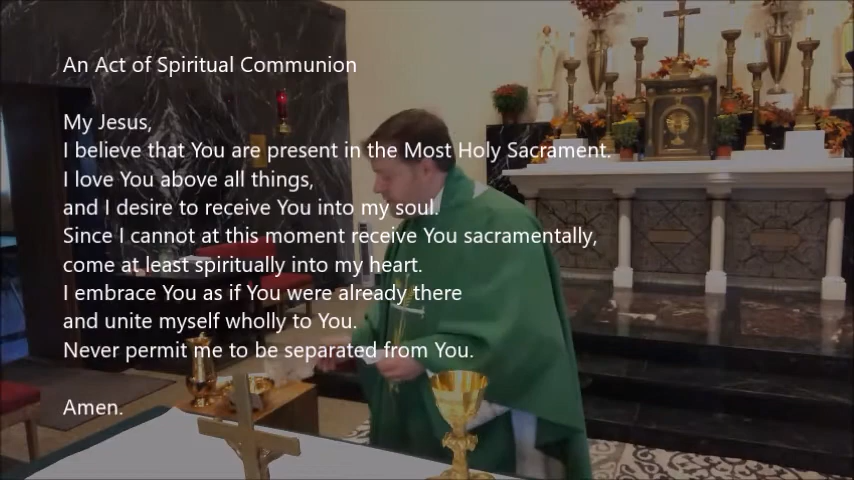 An Act of Spiritual Communion
My Jesus,
I believe that You are present in the Most Holy Sacrament.
I love You above all things,
and I desire to receive You into my soul.
Since I cannot at this moment receive You sacramentally,
come at least spiritually into my heart.
I embrace You as if You were already there
and unite myself wholly to You.
Never permit me to be separated from You.
Amen.